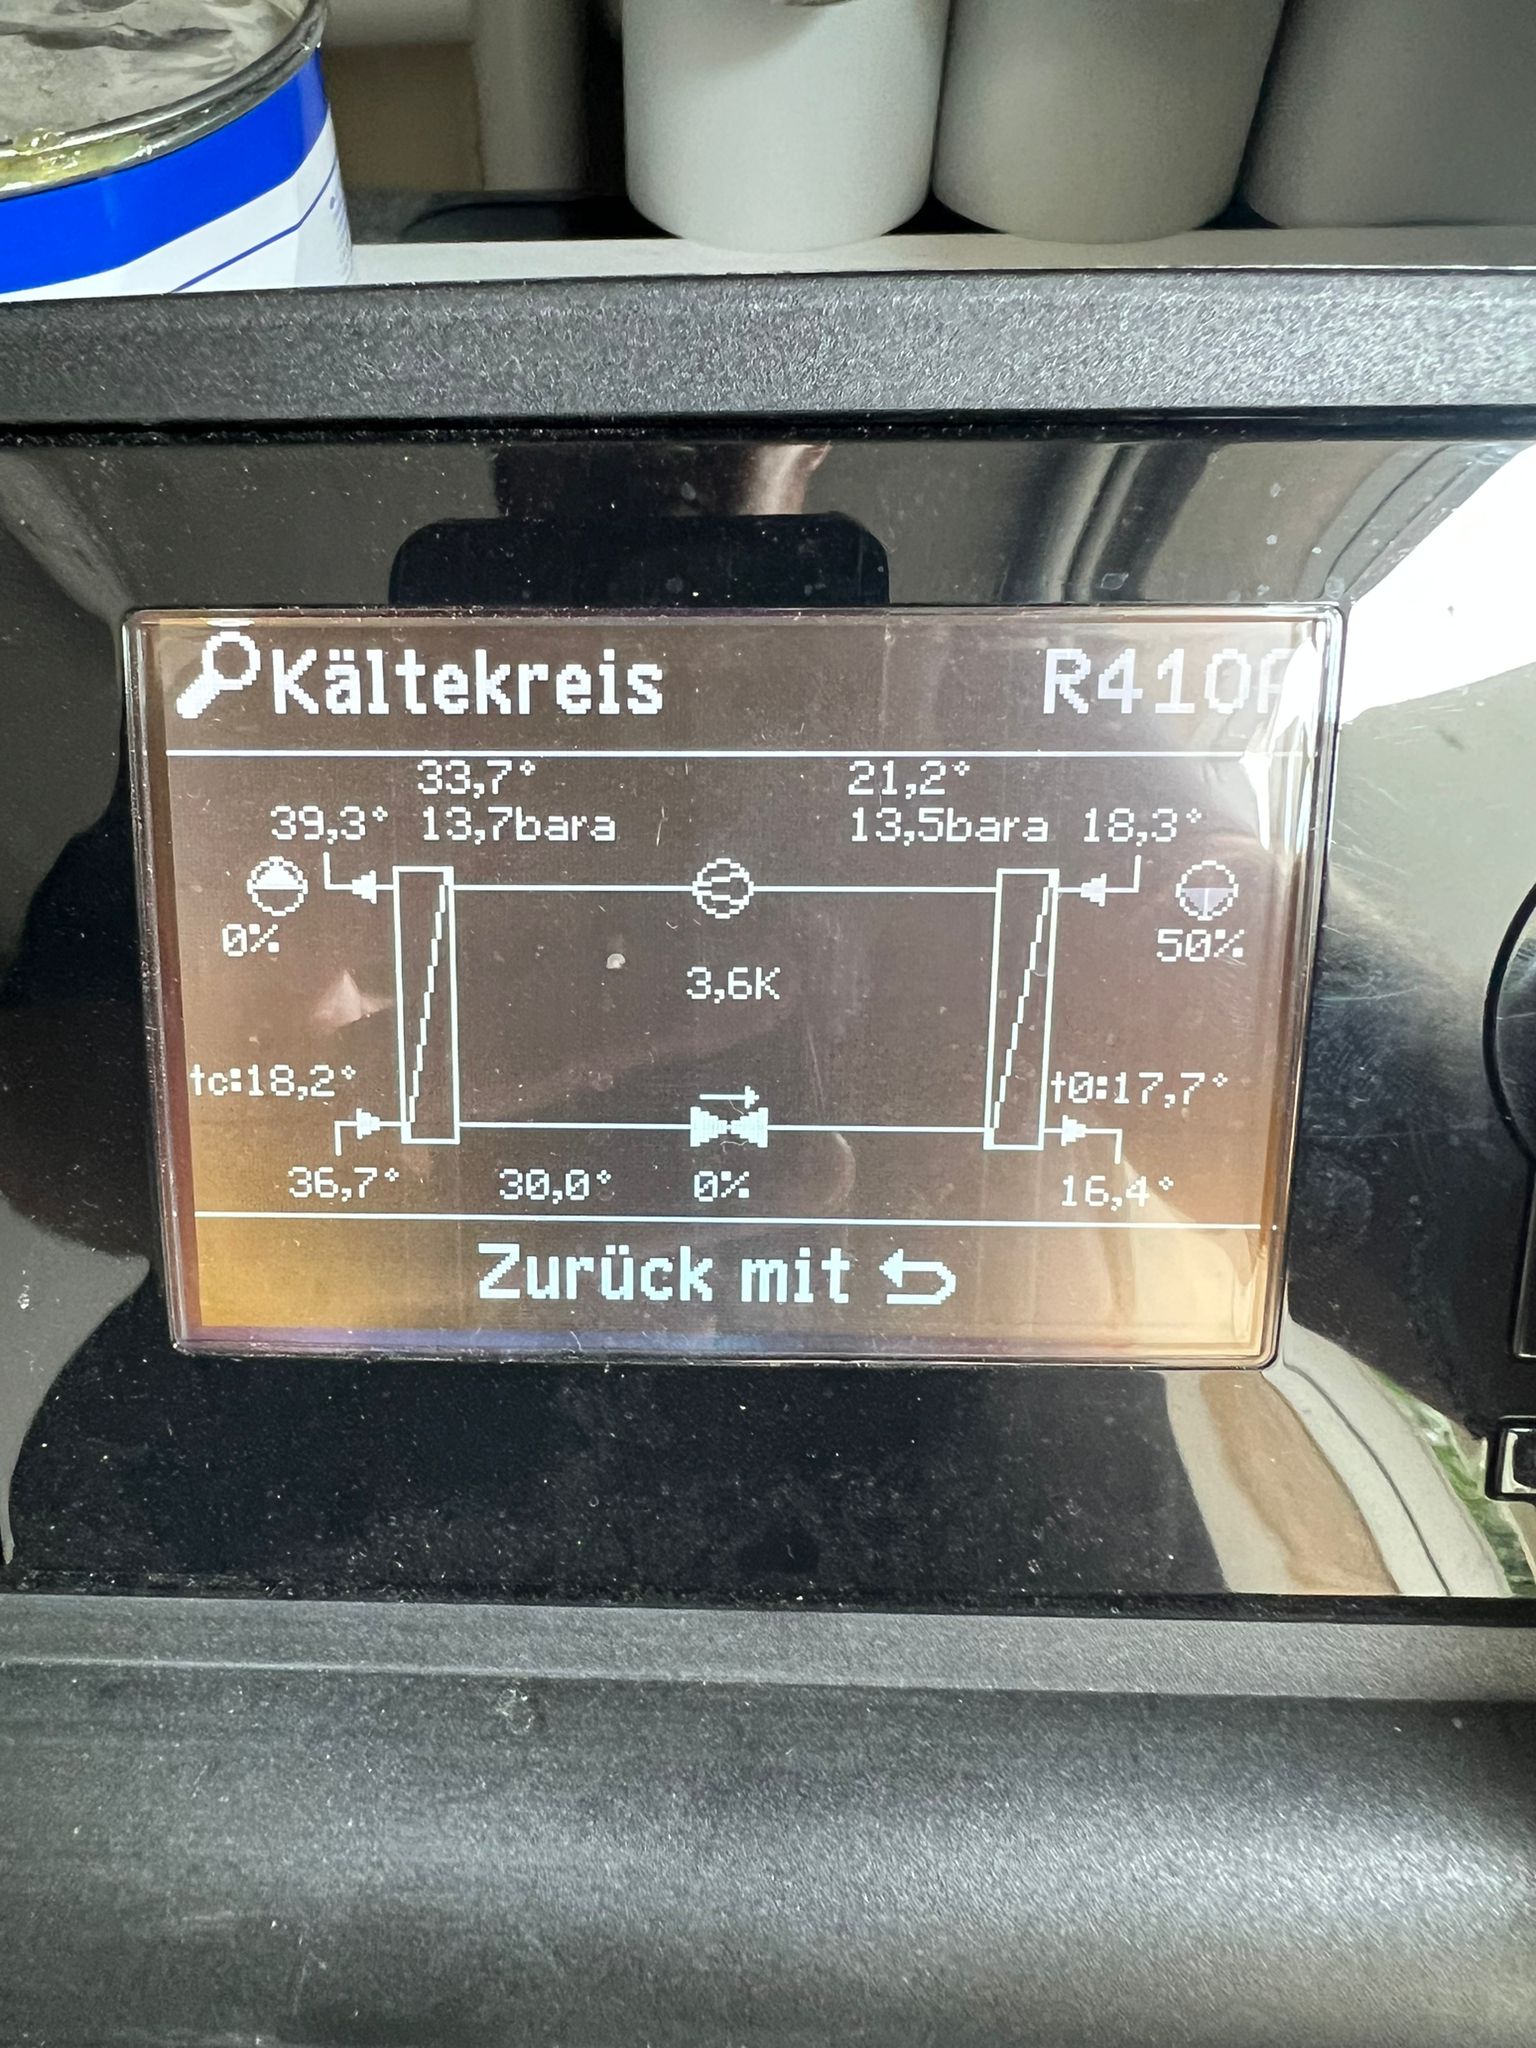 Kältekreis R410A
33,7° 21,2°
39,3° 13,7bara 13,5bara 18,3°
0% 50%
3,6K
tc:18,2° t0:17,7°
36,7° 30,0° 0% 16,4°
Zurück mit